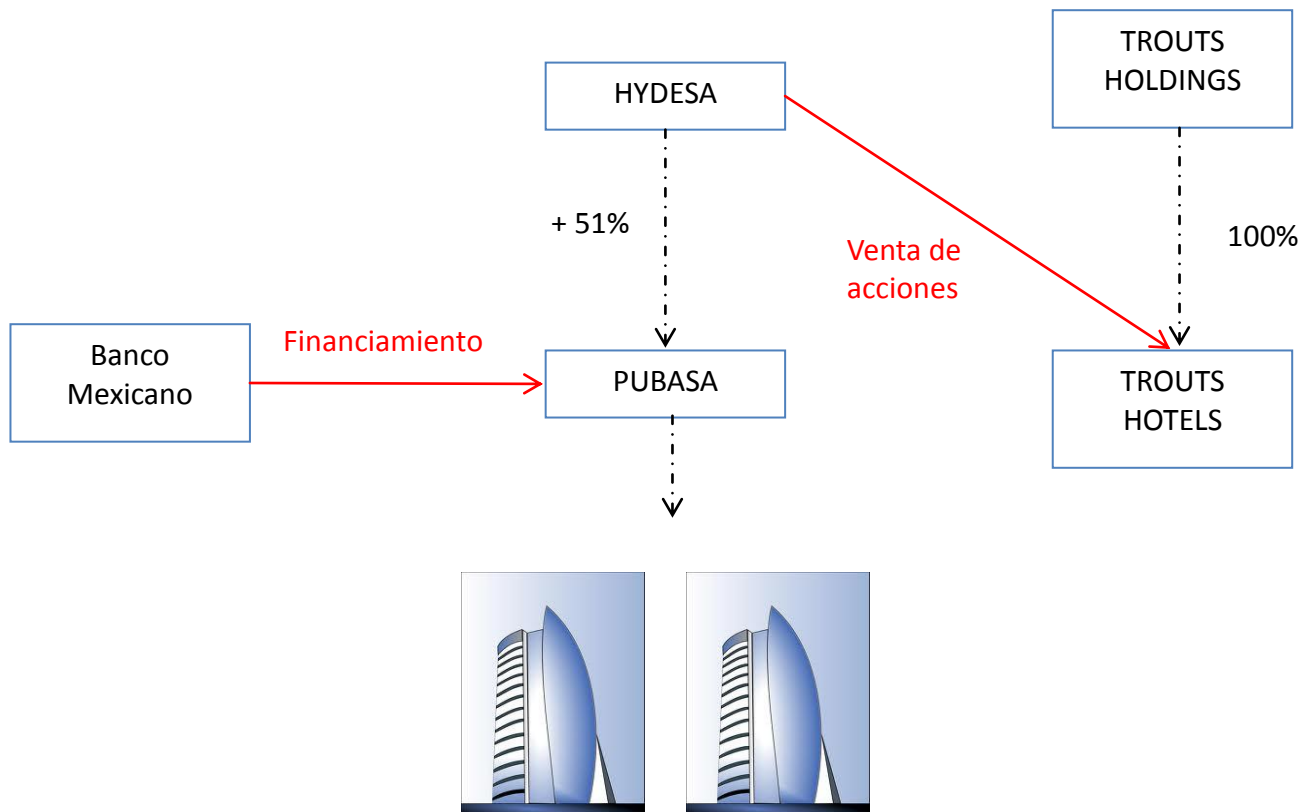 TROUTS
HOLDINGS
HYDESA
+ 51%
Venta de
acciones
100%
Banco
Mexicano
Financiamiento
PUBASA
TROUTS
HOTELS